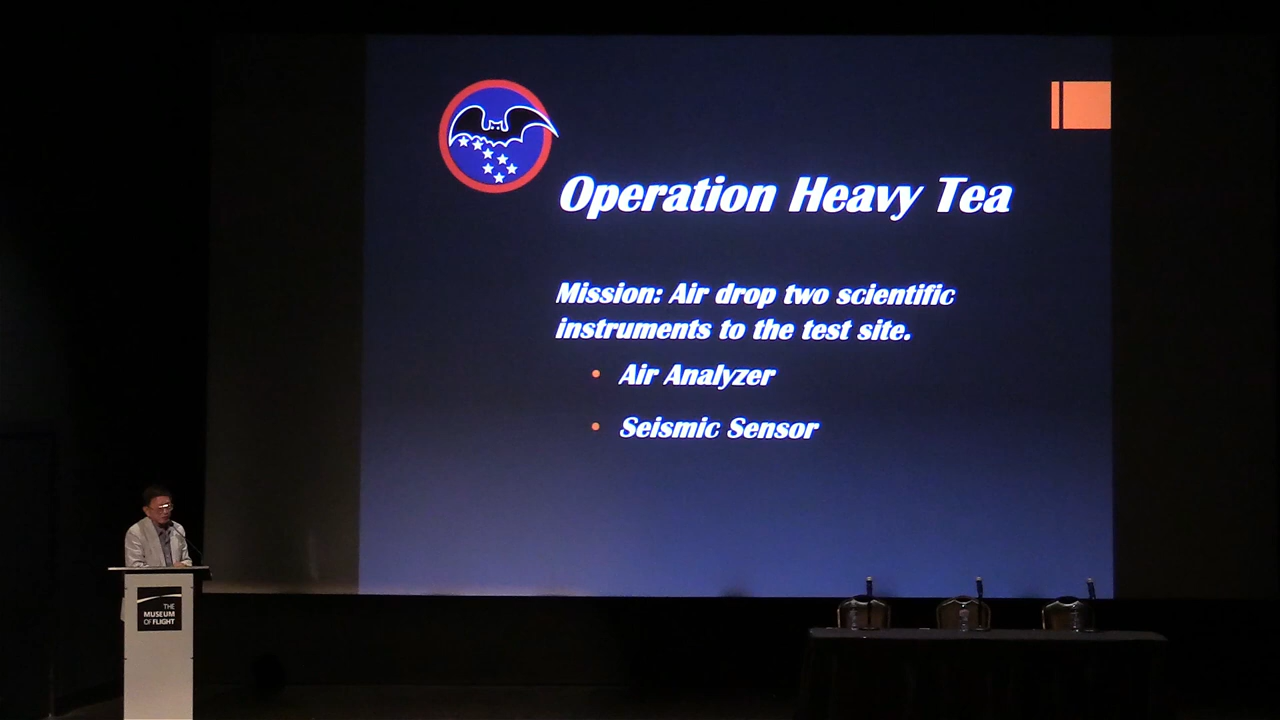 Operation Heavy Tea
Mission: Air drop two scientific
instruments to the test site.
• Air Analyzer
• Seismic Sensor
THE
MUSEUM
OF FLIGHT